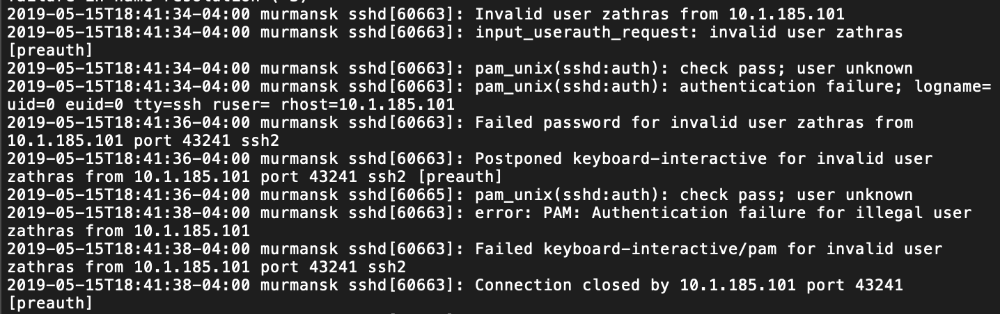 failure in name resolution (-3)
2019-05-15T18:41:34-04:00 murmansk sshd[60663]: Invalid user zathras from 10.1.185.101
2019-05-15T18:41:34-04:00 murmansk sshd[60663]: input_userauth_request: invalid user zathras
[preauth]
2019-05-15T18:41:34-04:00 murmansk sshd[60663]: pam_unix(sshd:auth): check pass; user unknown
2019-05-15T18:41:34-04:00 murmansk sshd[60663]: pam_unix(sshd:auth): authentication failure; logname=
uid=0 euid=0 tty=ssh ruser= rhost=10.1.185.101
2019-05-15T18:41:36-04:00 murmansk sshd[60663]: Failed password for invalid user zathras from
10.1.185.101 port 43241 ssh2
2019-05-15T18:41:36-04:00 murmansk sshd[60663]: Postponed keyboard-interactive for invalid user
zathras from 10.1.185.101 port 43241 ssh2 [preauth]
2019-05-15T18:41:36-04:00 murmansk sshd[60665]: pam_unix(sshd:auth): check pass; user unknown
2019-05-15T18:41:38-04:00 murmansk sshd[60663]: error: PAM: Authentication failure for illegal user
zathras from 10.1.185.101
2019-05-15T18:41:38-04:00 murmansk sshd[60663]: Failed keyboard-interactive/pam for invalid user
zathras from 10.1.185.101 port 43241 ssh2
2019-05-15T18:41:38-04:00 murmansk sshd[60663]: Connection closed by 10.1.185.101 port 43241
[preauth]